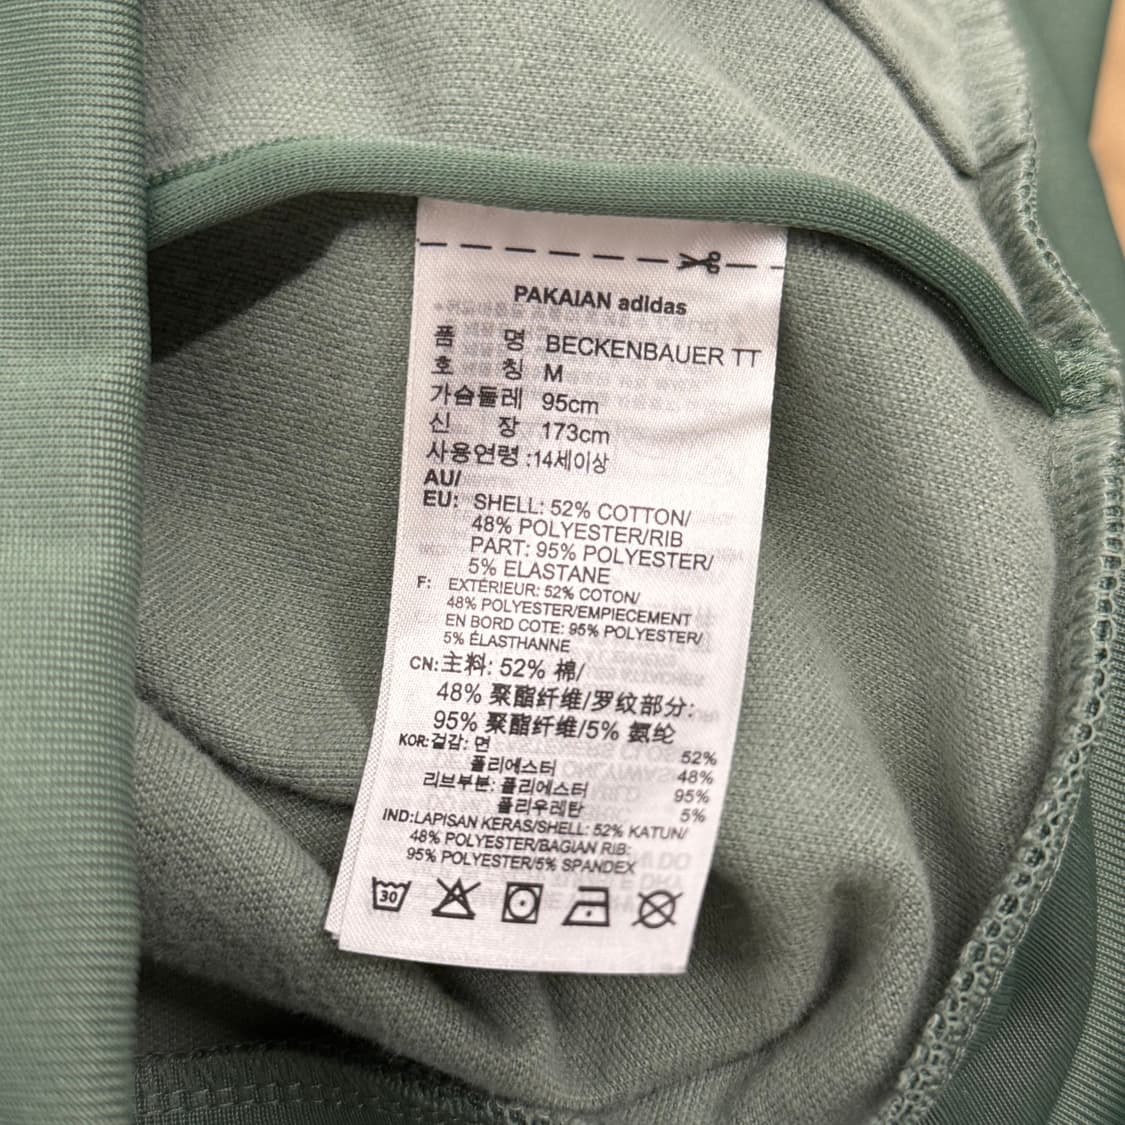 PAKAIAN adidas
품 명 BECKENBAUER TT
호 칭 M
가슴둘레 95cm
신 장 173cm
사용연령 :14세이상
AU/
EU: SHELL: 52% COTTON/
48% POLYESTER/RIB
PART: 95% POLYESTER/
5% ELASTANE
F: EXTÉRIEUR: 52% COTON/
48% POLYESTER/EMPIECEMENT
EN BORD COTE: 95% POLYESTER/
5% ÉLASTHANNE
CN:主料: 52% 棉/
48% 聚酯纤维/罗纹部分:
95% 聚酯纤维/5% 氨纶
KOR:겉감: 면 52%
폴리에스터 48%
리브부분: 폴리에스터 95%
폴리우레탄 5%
IND:LAPISAN KERAS/SHELL: 52% KATUN/
48% POLYESTER/BAGIAN RIB:
95% POLYESTER/5% SPANDEX
30